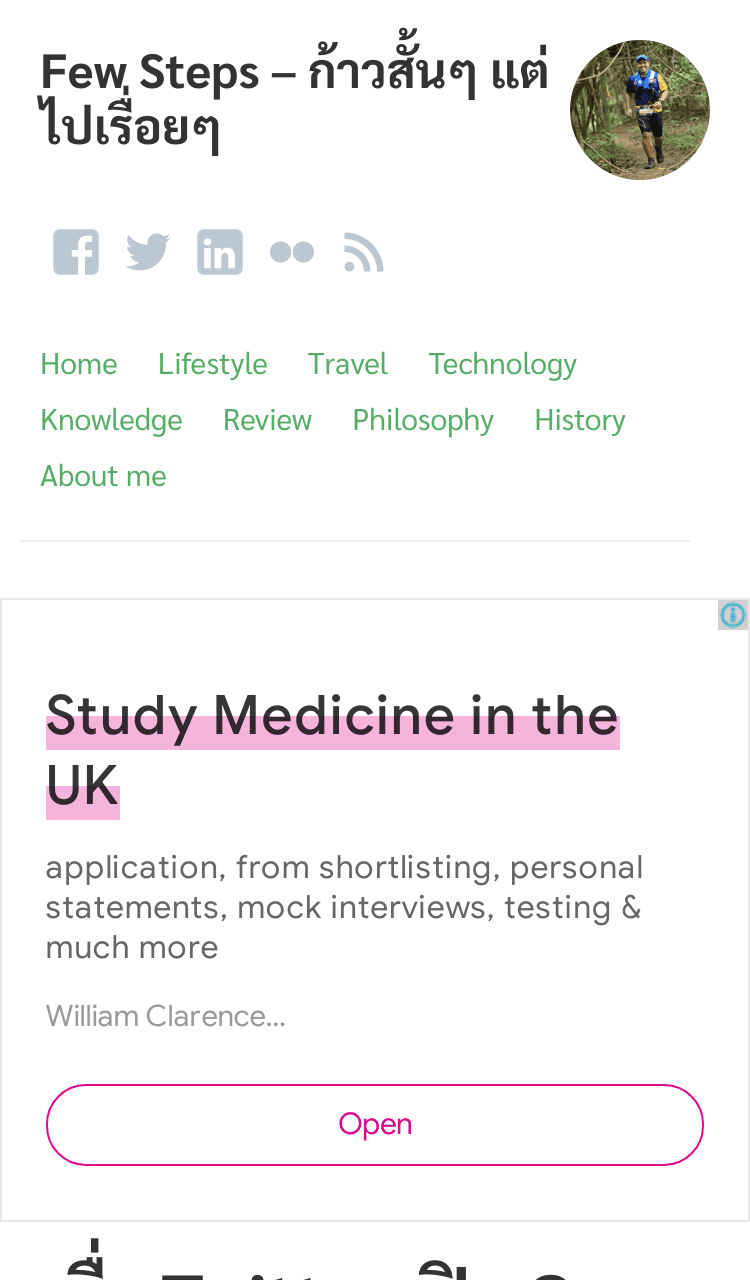 Few Steps – ก้าวสั้นๆ แต่
ไปเรื่อยๆ
Home Lifestyle Travel Technology
Knowledge Review Philosophy History
About me
Study Medicine in the
UK
application, from shortlisting, personal
statements, mock interviews, testing &
much more
William Clarence...
Open